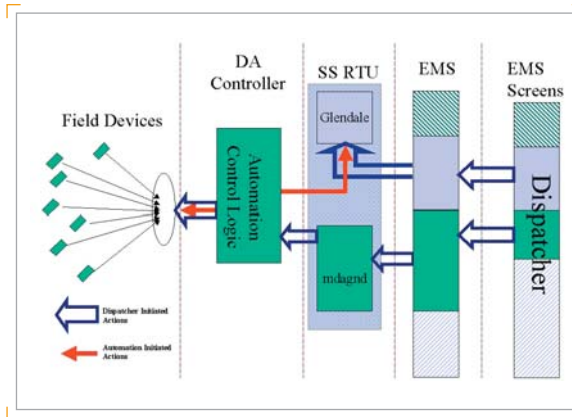 DA
Controller
SS RTU
EMS
EMS
Screens
Field Devices
Glendale
Automation
Control Logic
mdagnd
Dispatcher
Dispatcher Initiated
Actions
Automation Initiated
Actions